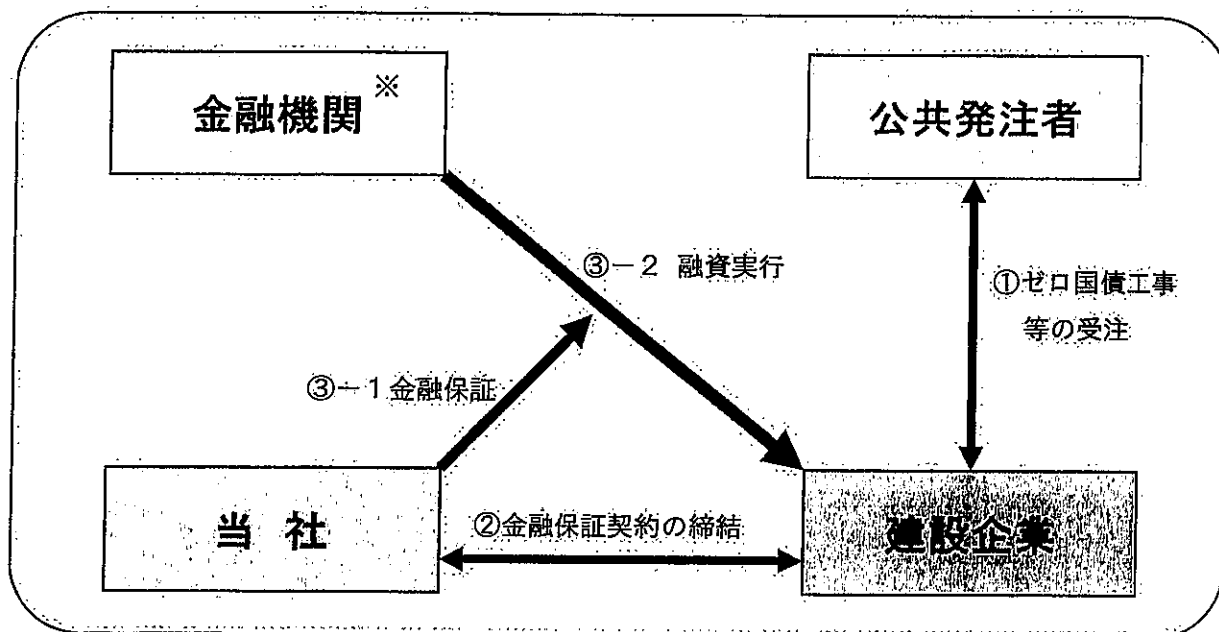 金融機関※
公共発注者
③－２ 融資実行
①ゼロ国債工事
等の受注
③－１金融保証
当 社
②金融保証契約の締結
建設企業